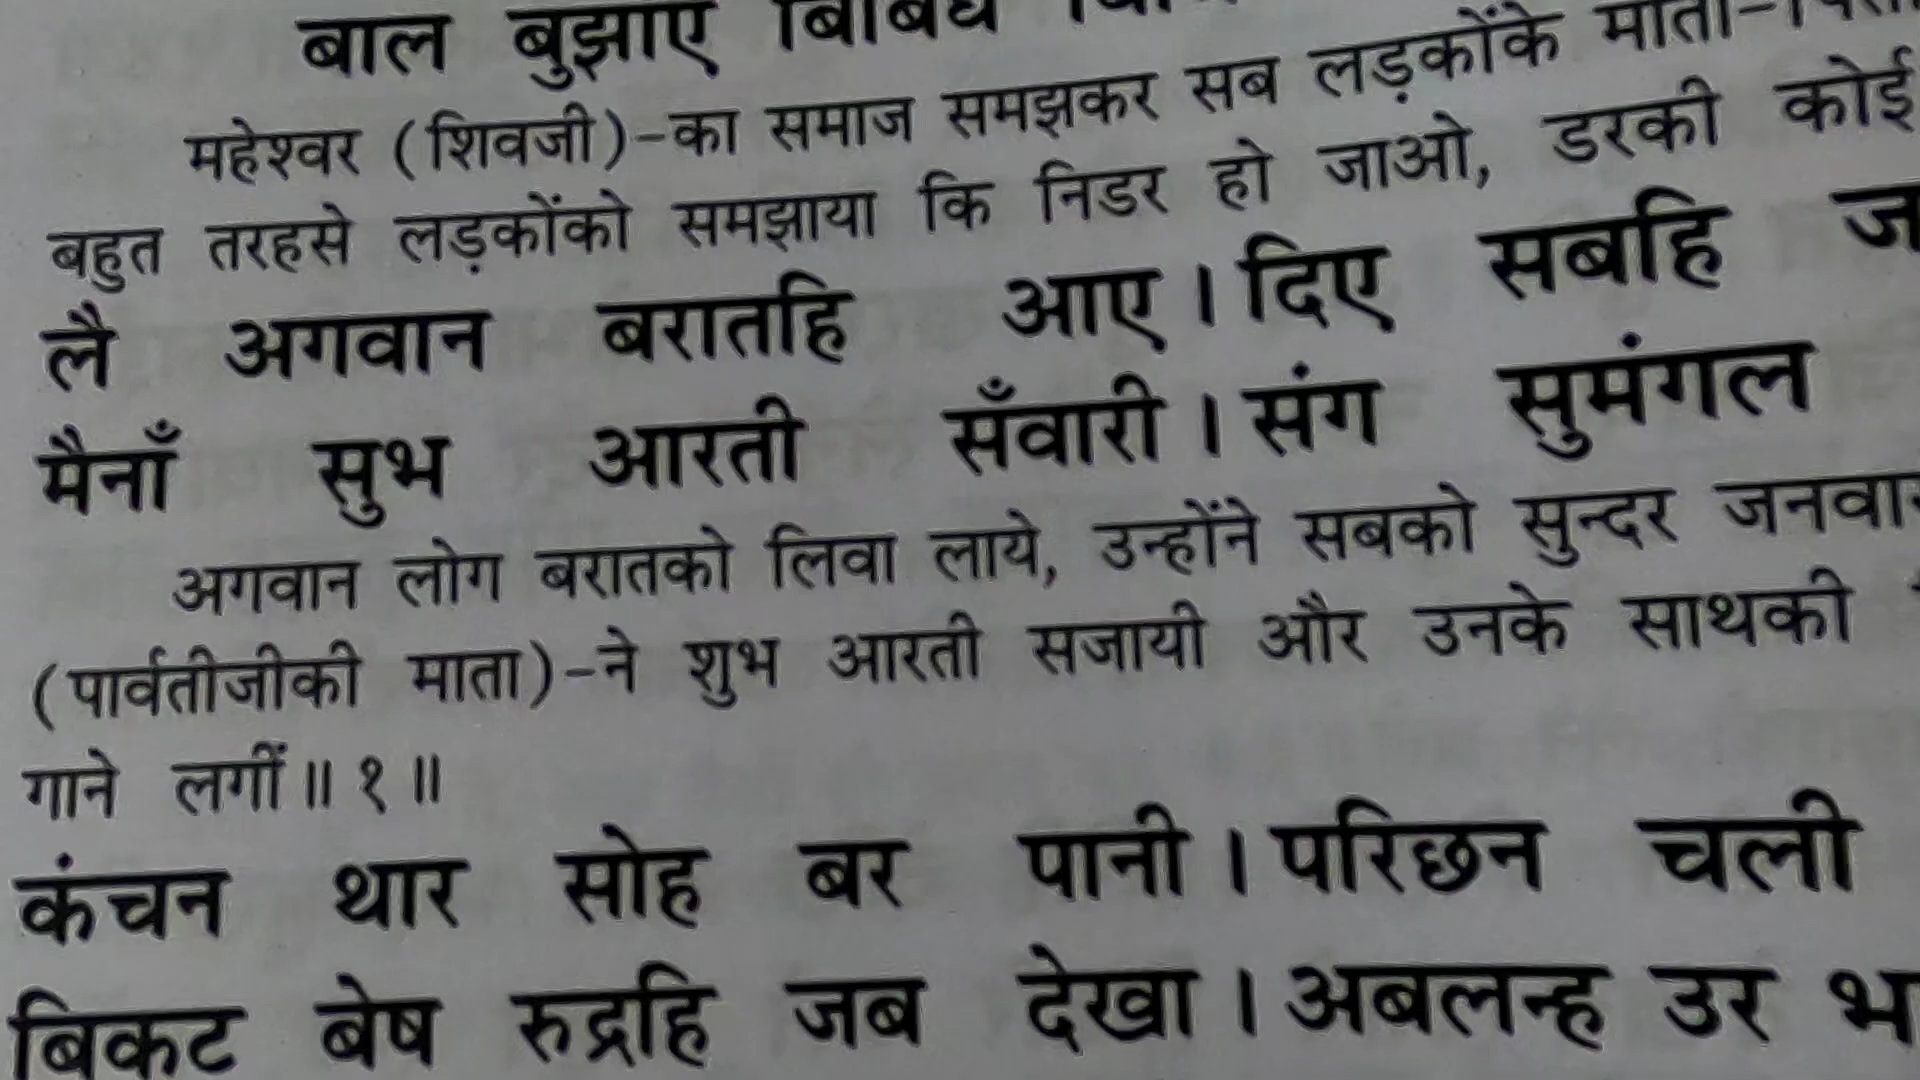 बाल बुझाए बिबिध
महेश्वर (शिवजी)-का समाज समझकर सब लड़कोंके माता-
बहुत तरहसे लड़कोंको समझाया कि निडर हो जाओ, डरकी कोई
लै अगवान बरातहि आए । दिए सबहि
मैनाँ सुभ आरती सँवारी । संग सुमंगल
अगवान लोग बरातको लिवा लाये, उन्होंने सबको सुन्दर
(पार्वतीजीकी माता)-ने शुभ आरती सजायी और उनके साथकी
गाने लगीं ॥ १ ॥
कंचन थार सोह बर पानी । परिछन चली
बिकट बेष रुद्रहि जब देखा । अबलन्ह उर